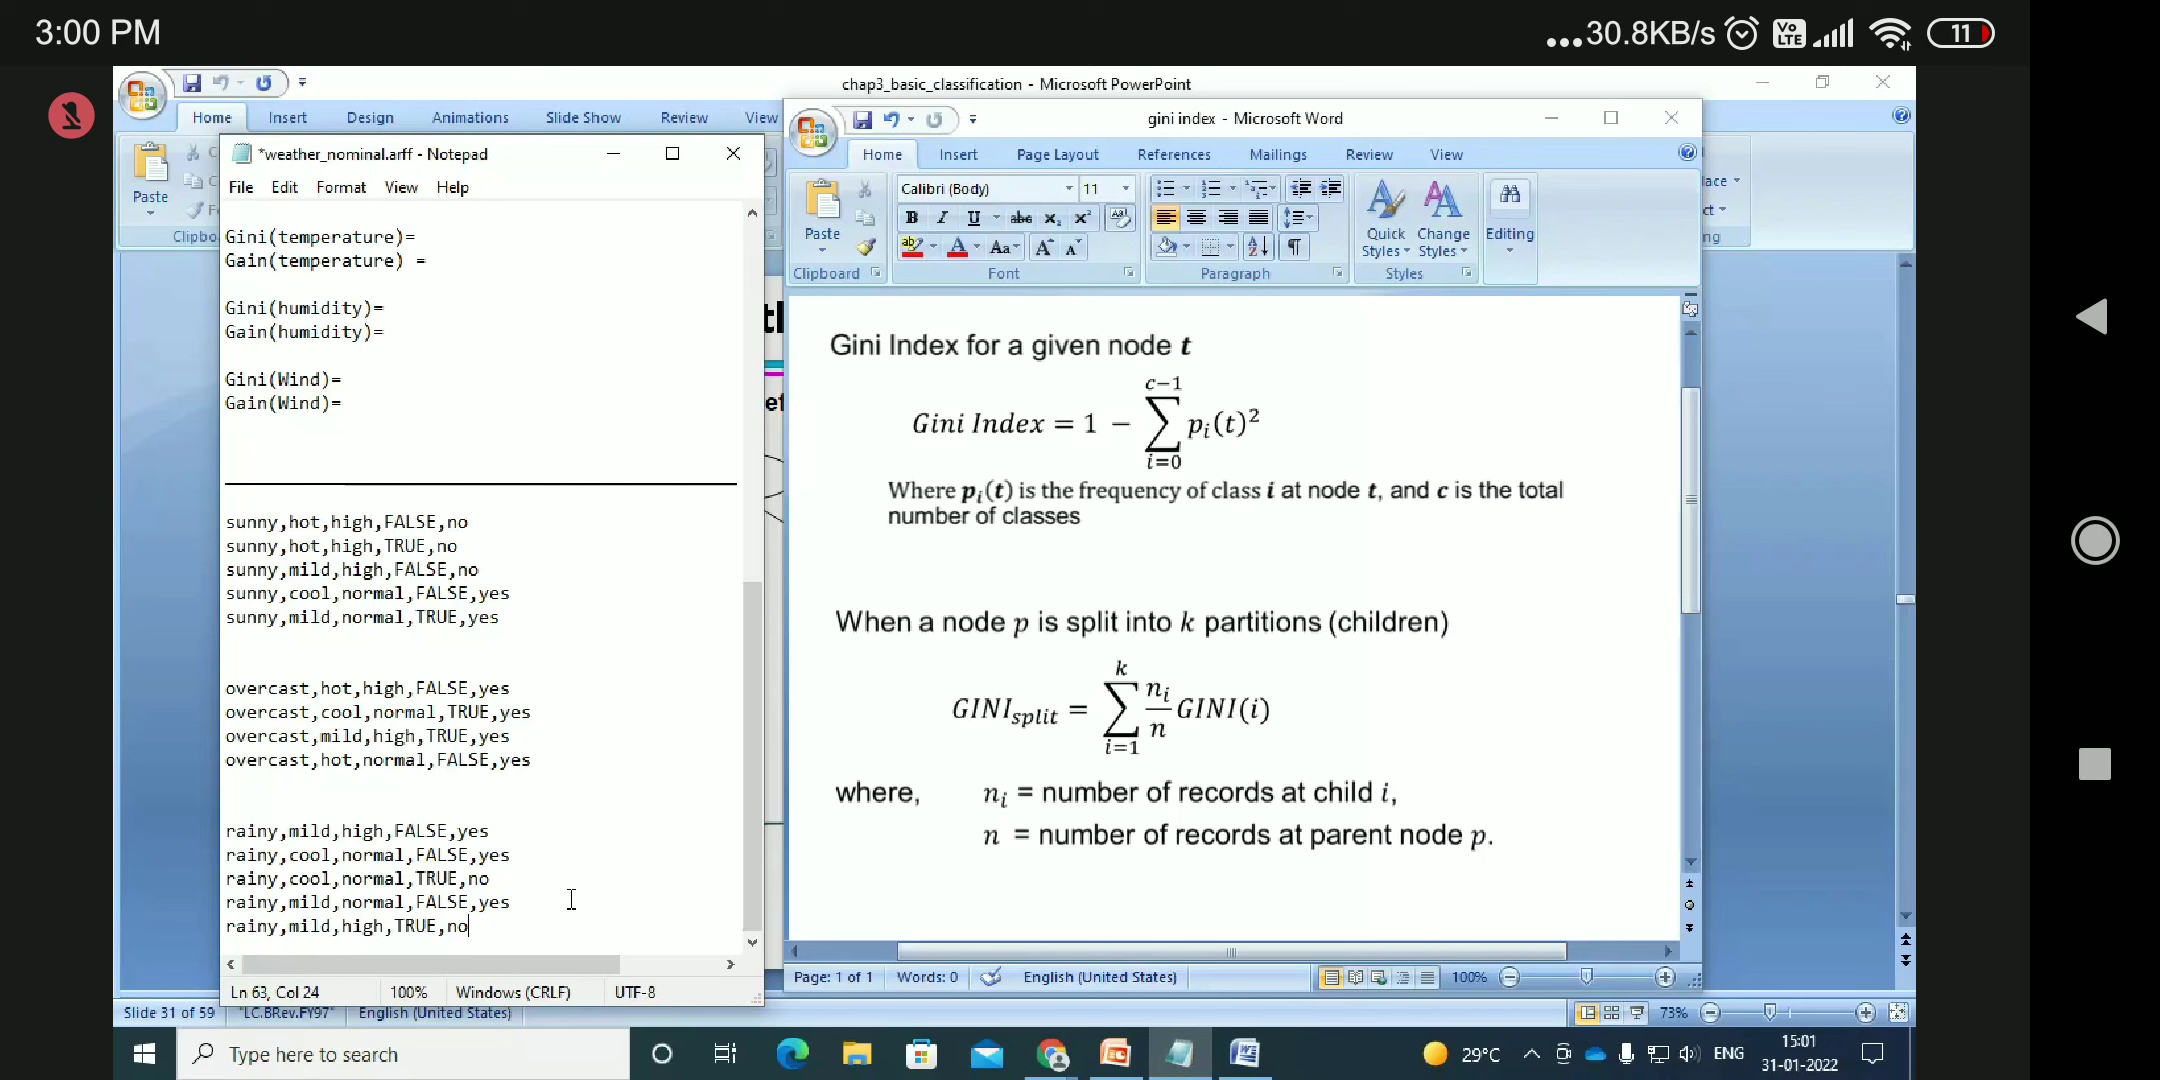 3:00 PM
...30.8KB/s Vo LTE 11
chap3_basic_classification - Microsoft PowerPoint
Home Insert Design Animations Slide Show Review View
Paste
Clipbo
*weather_nominal.arff - Notepad
File Edit Format View Help
Gini(temperature)=
Gain(temperature) =
Gini(humidity)=
Gain(humidity)=
Gini(Wind)=
Gain(Wind)=
sunny,hot,high,FALSE,no
sunny,hot,high,TRUE,no
sunny,mild,high,FALSE,no
sunny,cool,normal,FALSE,yes
sunny,mild,normal,TRUE,yes
overcast,hot,high,FALSE,yes
overcast,cool,normal,TRUE,yes
overcast,mild,high,TRUE,yes
overcast,hot,normal,FALSE,yes
rainy,mild,high,FALSE,yes
rainy,cool,normal,FALSE,yes
rainy,cool,normal,TRUE,no
rainy,mild,normal,FALSE,yes
rainy,mild,high,TRUE,no
Ln 63, Col 24 100% Windows (CRLF) UTF-8
gini index - Microsoft Word
Home Insert Page Layout References Mailings Review View
Calibri (Body) 11
Paste
Quick Styles Change Styles Editing
Clipboard Font Paragraph Styles
Gini Index for a given node t
Gini Index = 1 − ∑ i=0 c−1 pᵢ(t)²
Where pᵢ(t) is the frequency of class i at node t, and c is the total
number of classes
When a node p is split into k partitions (children)
GINI split = ∑ i=1 k nᵢ/n GINI(i)
where, nᵢ = number of records at child i,
n = number of records at parent node p.
Page: 1 of 1 Words: 0 English (United States) 100%
Slide 31 of 59 "LC.BRev.FY97" English (United States) 73%
Type here to search
29°C ENG 15:01
31-01-2022